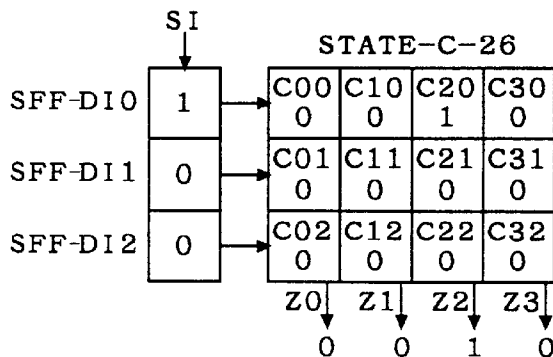 SI
STATE-C-26
SFF-DI0 1 C00 C10 C20 C30
0 0 1 0
SFF-DI1 0 C01 C11 C21 C31
0 0 0 0
SFF-DI2 0 C02 C12 C22 C32
0 0 0 0
Z0 Z1 Z2 Z3
0 0 1 0